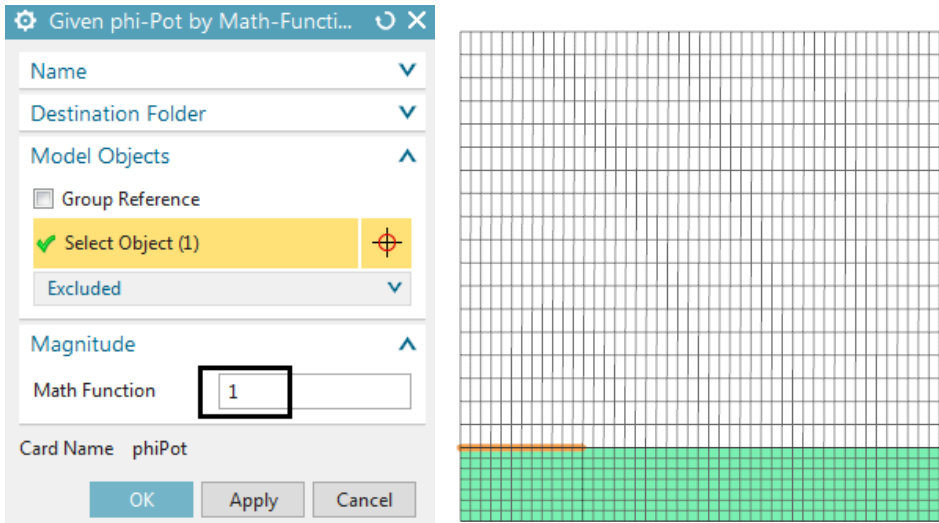 Given phi-Pot by Math-Functi...
Name
Destination Folder
Model Objects
Group Reference
Select Object (1)
Excluded
Magnitude
Math Function 1
Card Name phiPot
OK Apply Cancel